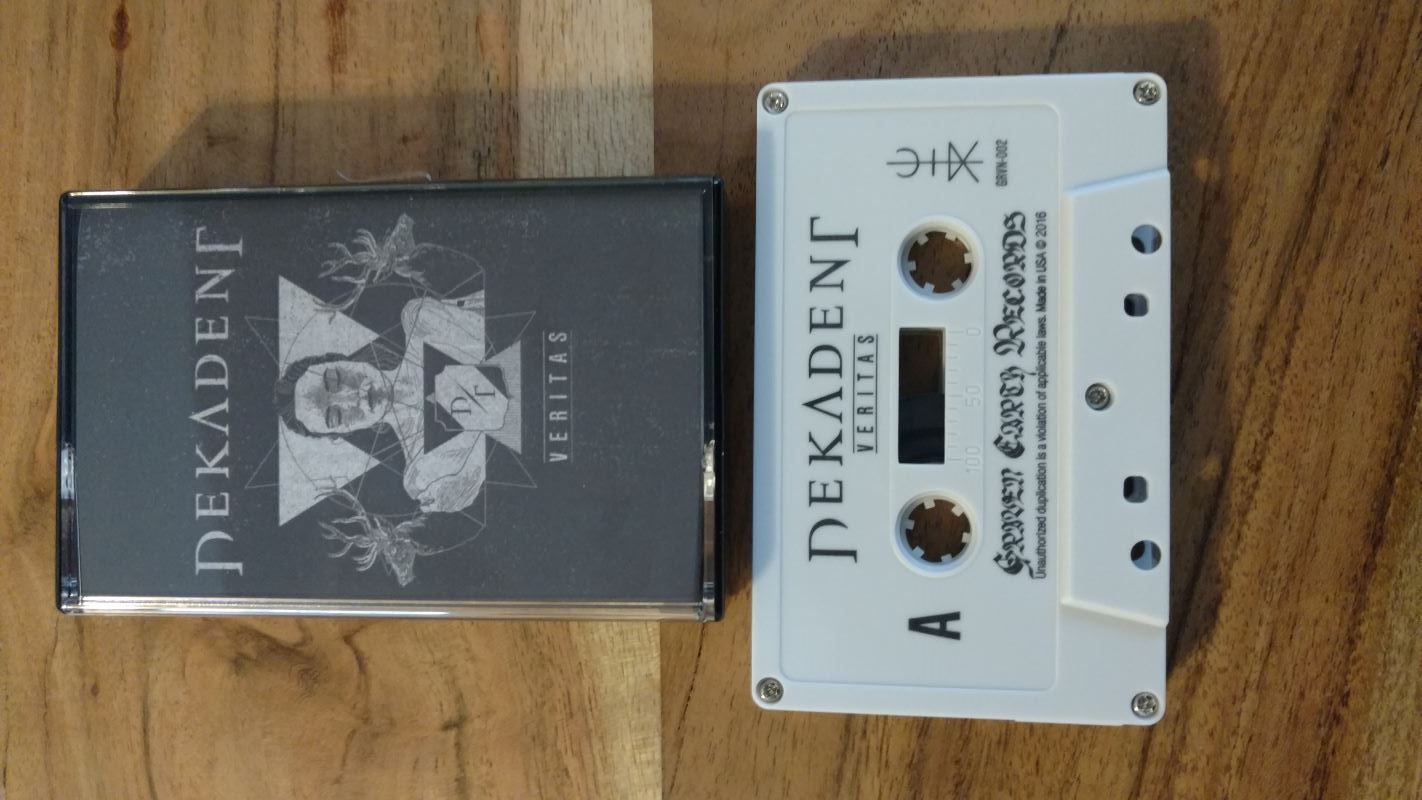 DEKADENT
D/T
VERITAS
DEKADENT
VERITAS
A
100 50 0
GRVN-002
Graven Earth Records
Unauthorized duplication is a violation of applicable laws. Made in USA © 2016